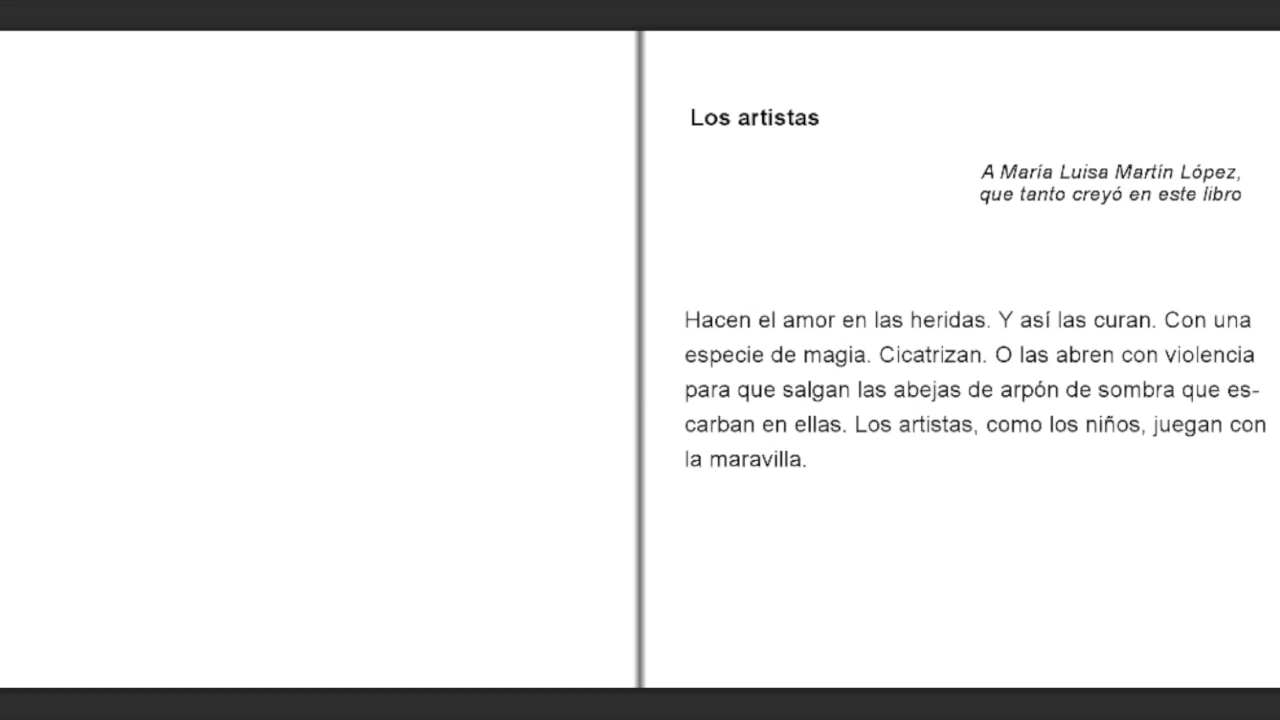 Los artistas
A María Luisa Martín López,
que tanto creyó en este libro
Hacen el amor en las heridas. Y así las curan. Con una
especie de magia. Cicatrizan. O las abren con violencia
para que salgan las abejas de arpón de sombra que es-
carban en ellas. Los artistas, como los niños, juegan con
la maravilla.